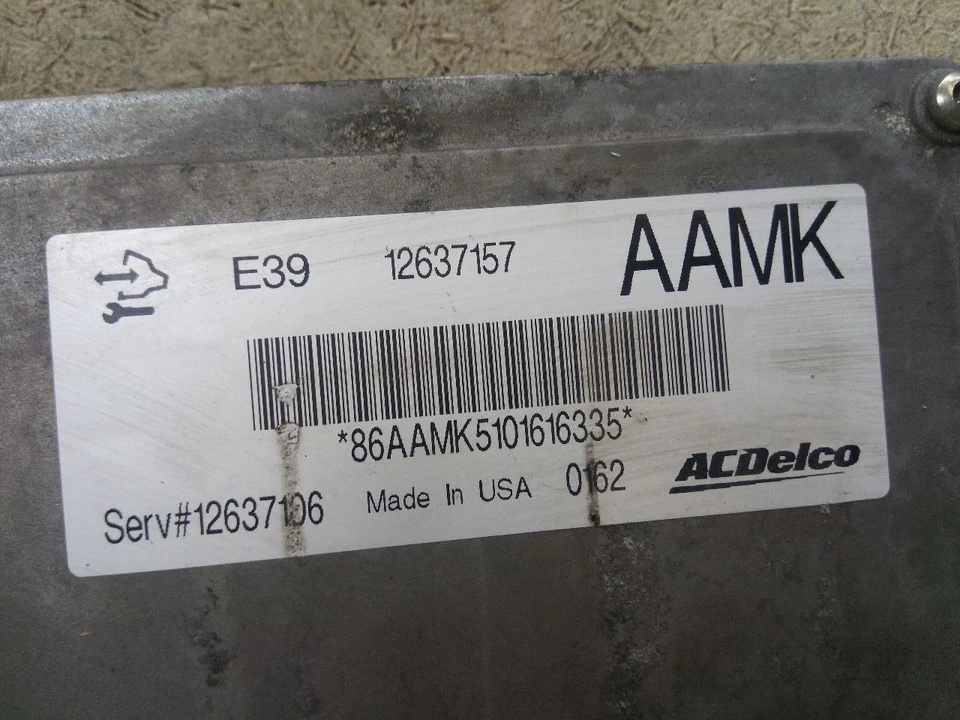 E39 12637157 AAMK
*86AAMK5101616335*
Serv#12637106 Made In USA 0162 ACDelco